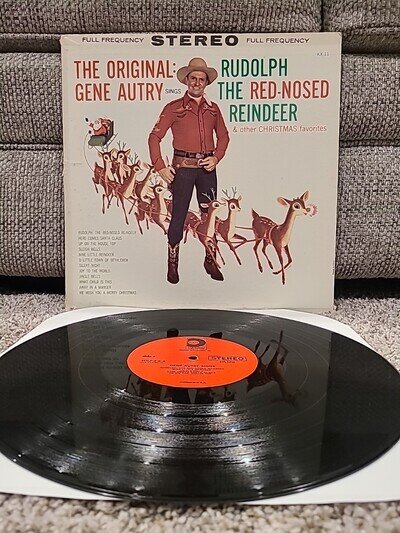 FULL FREQUENCY STEREO FULL FREQUENCY
THE ORIGINAL:
GENE AUTRY SINGS
RUDOLPH
THE RED-NOSED
REINDEER
& other CHRISTMAS favorites
RUDOLPH, THE RED-NOSED REINDEER
HERE COMES SANTA CLAUS
UP ON THE HOUSE TOP
SLEIGH BELLS
NINE LITTLE REINDEER
O LITTLE TOWN OF BETHLEHEM
SILENT NIGHT
JOY TO THE WORLD
JINGLE BELLS
WHAT CHILD IS THIS
AWAY IN A MANGER
WE WISH YOU A MERRY CHRISTMAS
STEREO
GENE AUTRY SINGS